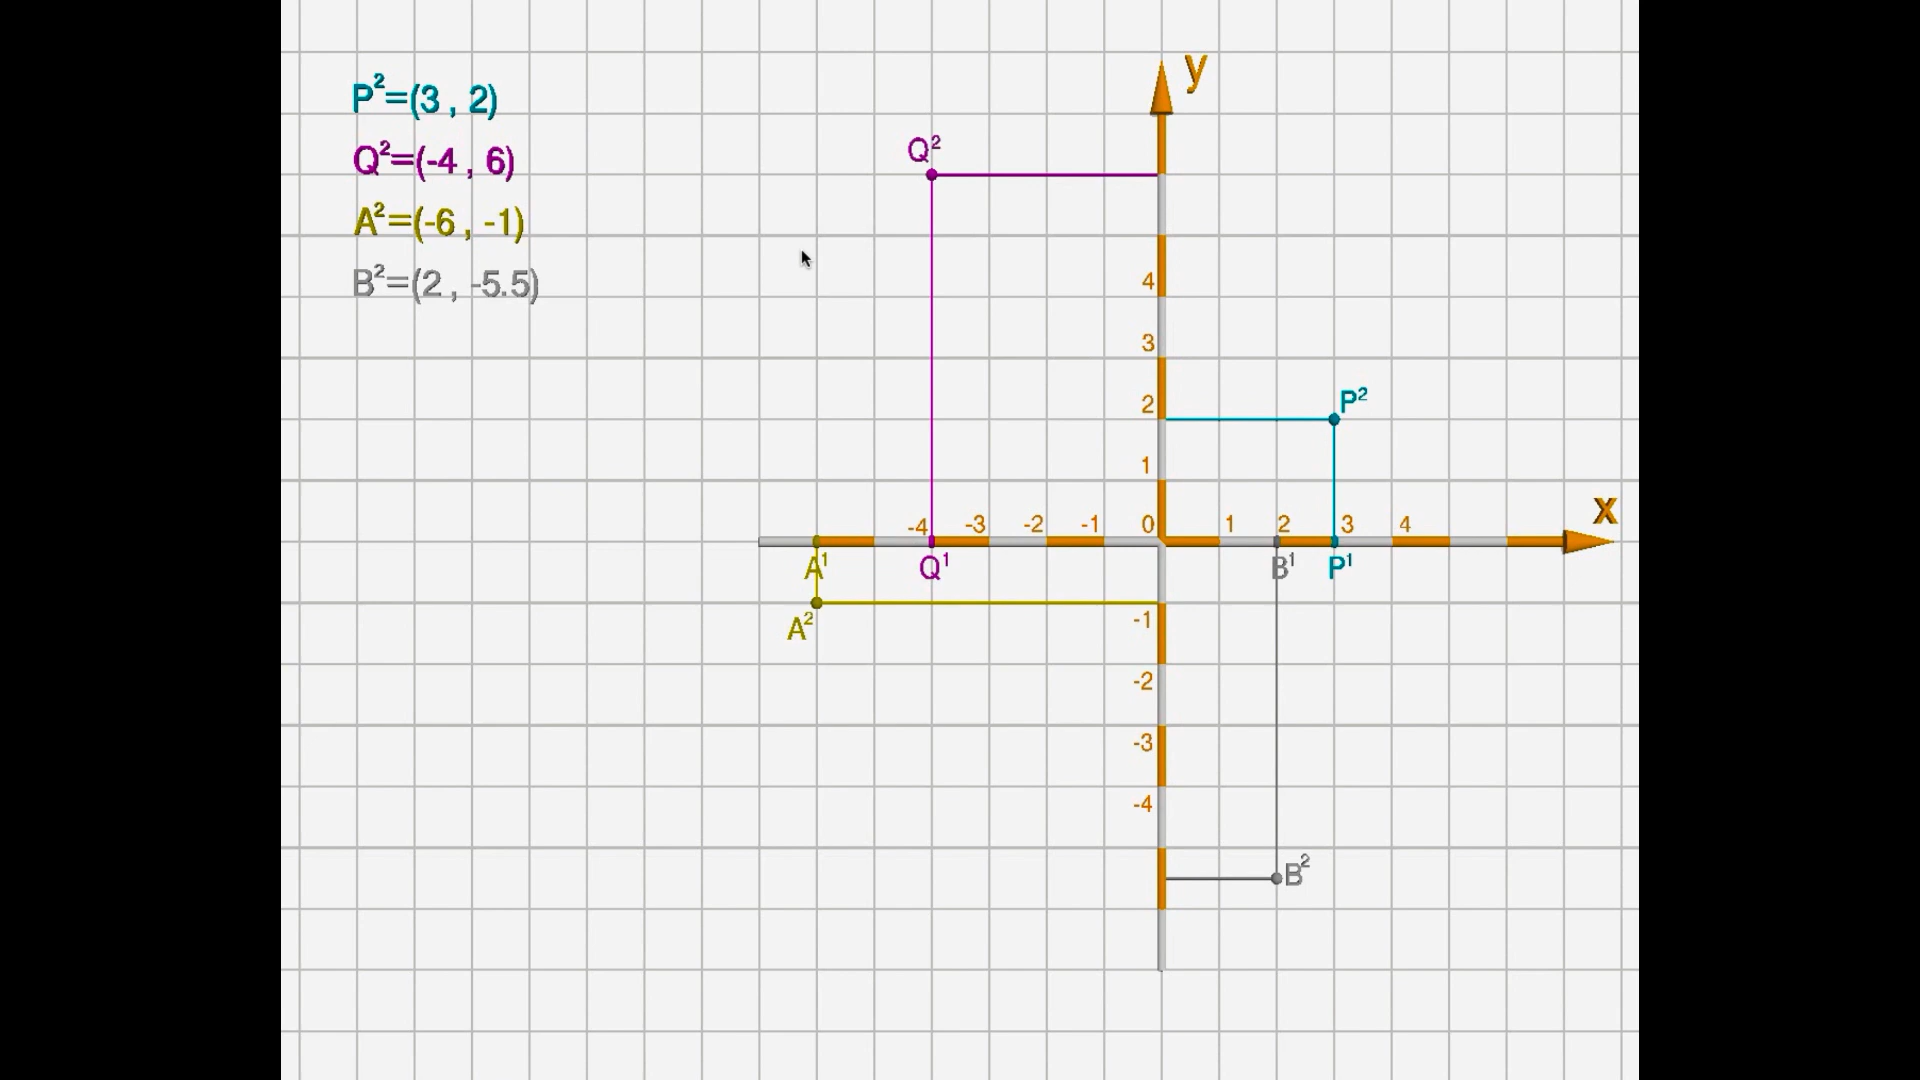 y
P²=(3 , 2)
Q²=(-4 , 6)
Q²
A²=(-6 , -1)
B²=(2 , -5.5)
4
3
2
P²
1
x
-4 -3 -2 -1 0 1 2 3 4
A¹ Q¹ B¹ P¹
-1
A²
-2
-3
-4
B²